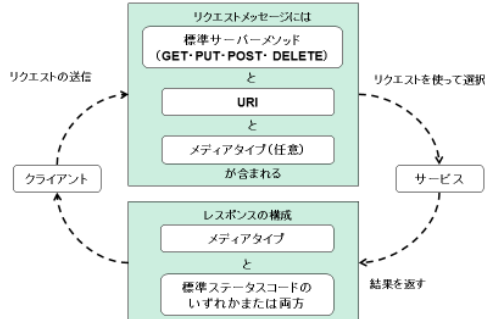 リクエストメッセージには
標準サーバーメソッド
(GET・PUT・POST・DELETE)
と
URI
と
メディアタイプ(任意)
が含まれる
リクエストの送信
リクエストを使って選択
クライアント
サービス
レスポンスの構成
メディアタイプ
と
標準ステータスコードの
いずれかまたは両方
結果を返す